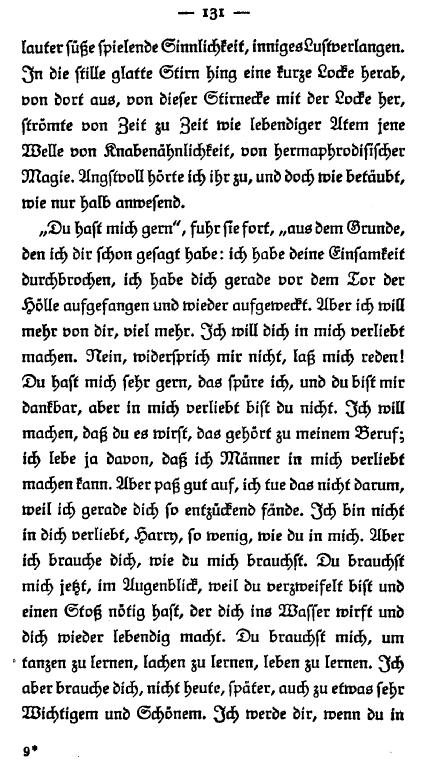 — 131 —
lauter süße spielende Sinnlichkeit, inniges Lustverlangen.
In die stille glatte Stirn hing eine kurze Locke herab,
von dort aus, von dieser Stirnecke mit der Locke her,
strömte von Zeit zu Zeit wie lebendiger Atem jene
Welle von Knabenähnlichkeit, von hermaphrodisischer
Magie. Angstvoll hörte ich ihr zu, und doch wie betäubt,
wie nur halb anwesend.
„Du hast mich gern“, fuhr sie fort, „aus dem Grunde,
den ich dir schon gesagt habe: ich habe deine Einsamkeit
durchbrochen, ich habe dich gerade vor dem Tor der
Hölle aufgefangen und wieder aufgeweckt. Aber ich will
mehr von dir, viel mehr. Ich will dich in mich verliebt
machen. Nein, widersprich mir nicht, laß mich reden!
Du hast mich sehr gern, das spüre ich, und du bist mir
dankbar, aber in mich verliebt bist du nicht. Ich will
machen, daß du es wirst, das gehört zu meinem Beruf;
ich lebe ja davon, daß ich Männer in mich verliebt
machen kann. Aber paß gut auf, ich tue das nicht darum,
weil ich gerade dich so entzückend fände. Ich bin nicht
in dich verliebt, Harry, so wenig, wie du in mich. Aber
ich brauche dich, wie du mich brauchst. Du brauchst
mich jetzt, im Augenblick, weil du verzweifelt bist und
einen Stoß nötig hast, der dich ins Wasser wirft und
dich wieder lebendig macht. Du brauchst mich, um
tanzen zu lernen, lachen zu lernen, leben zu lernen. Ich
aber brauche dich, nicht heute, später, auch zu etwas sehr
Wichtigem und Schönem. Ich werde dir, wenn du in
9*